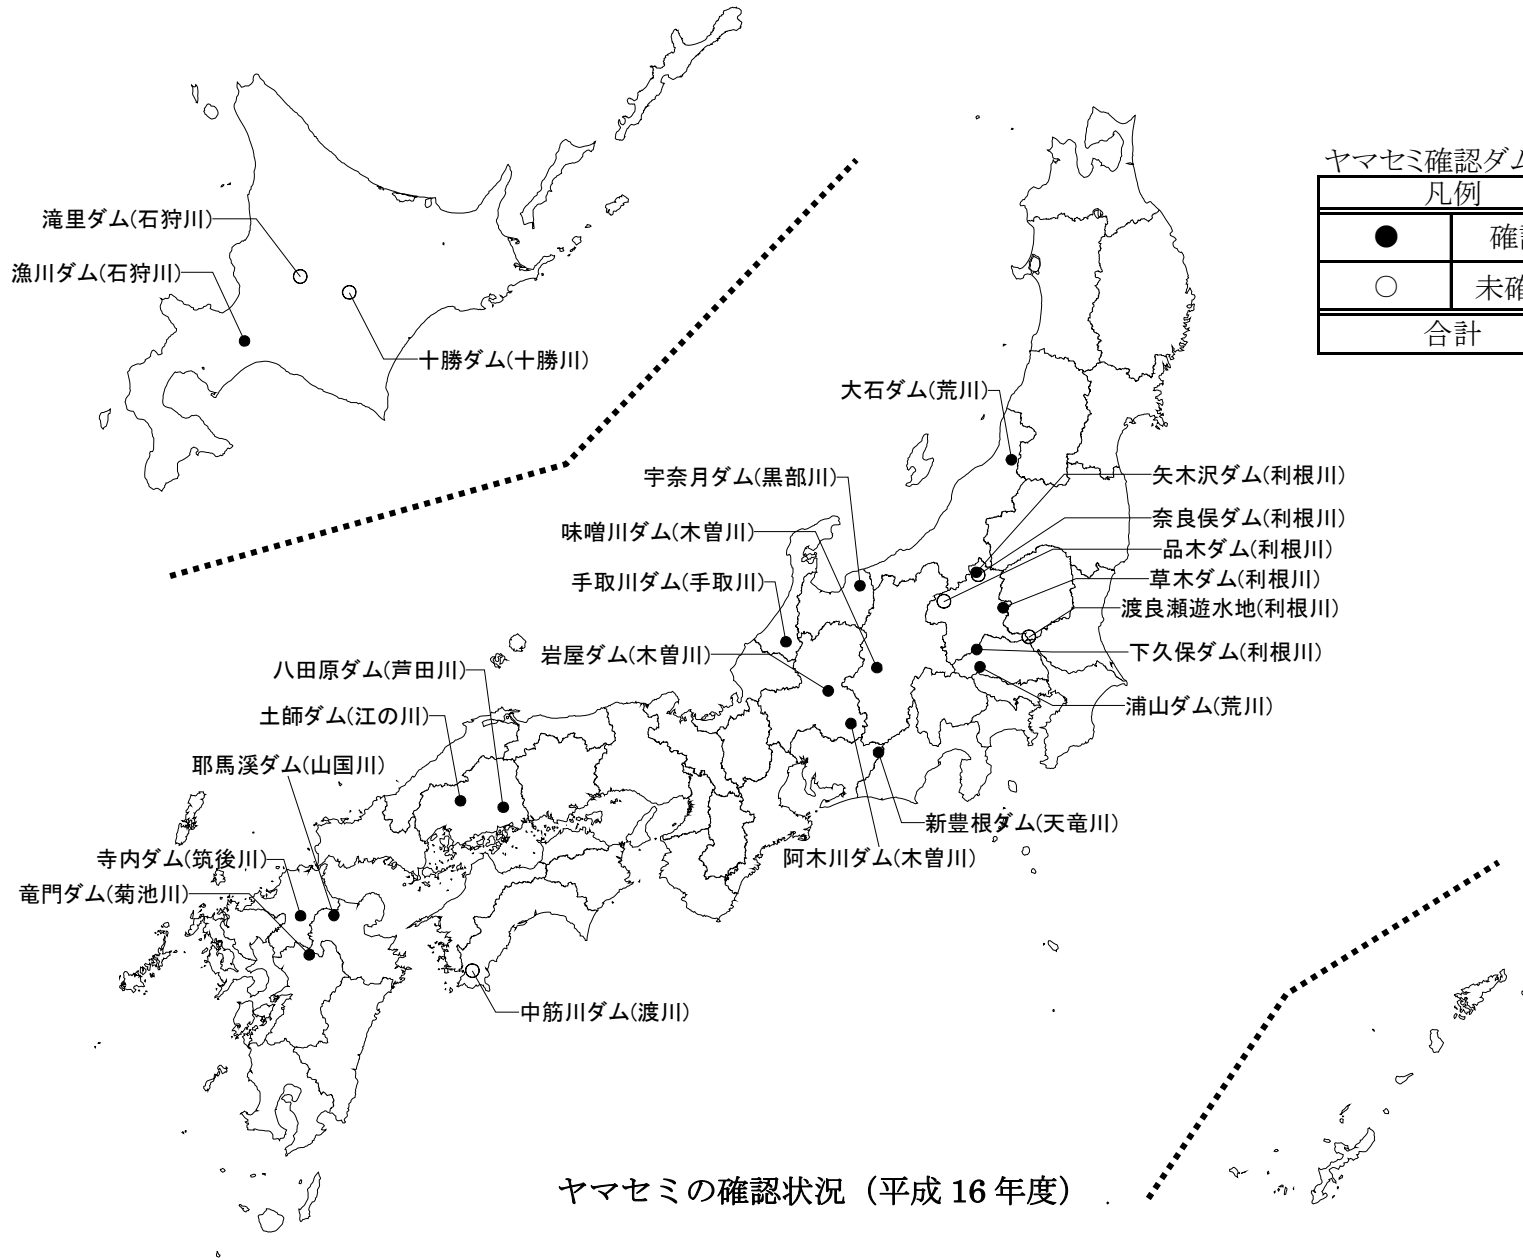 ヤマセミ確認ダム
凡例
● 確認
○ 未確
合計
滝里ダム(石狩川)
漁川ダム(石狩川)
十勝ダム(十勝川)
大石ダム(荒川)
宇奈月ダム(黒部川)
矢木沢ダム(利根川)
奈良俣ダム(利根川)
味噌川ダム(木曽川)
品木ダム(利根川)
手取川ダム(手取川)
草木ダム(利根川)
渡良瀬遊水地(利根川)
岩屋ダム(木曽川)
下久保ダム(利根川)
八田原ダム(芦田川)
浦山ダム(荒川)
土師ダム(江の川)
耶馬溪ダム(山国川)
新豊根ダム(天竜川)
阿木川ダム(木曽川)
寺内ダム(筑後川)
竜門ダム(菊池川)
中筋川ダム(渡川)
ヤマセミの確認状況（平成 16 年度）